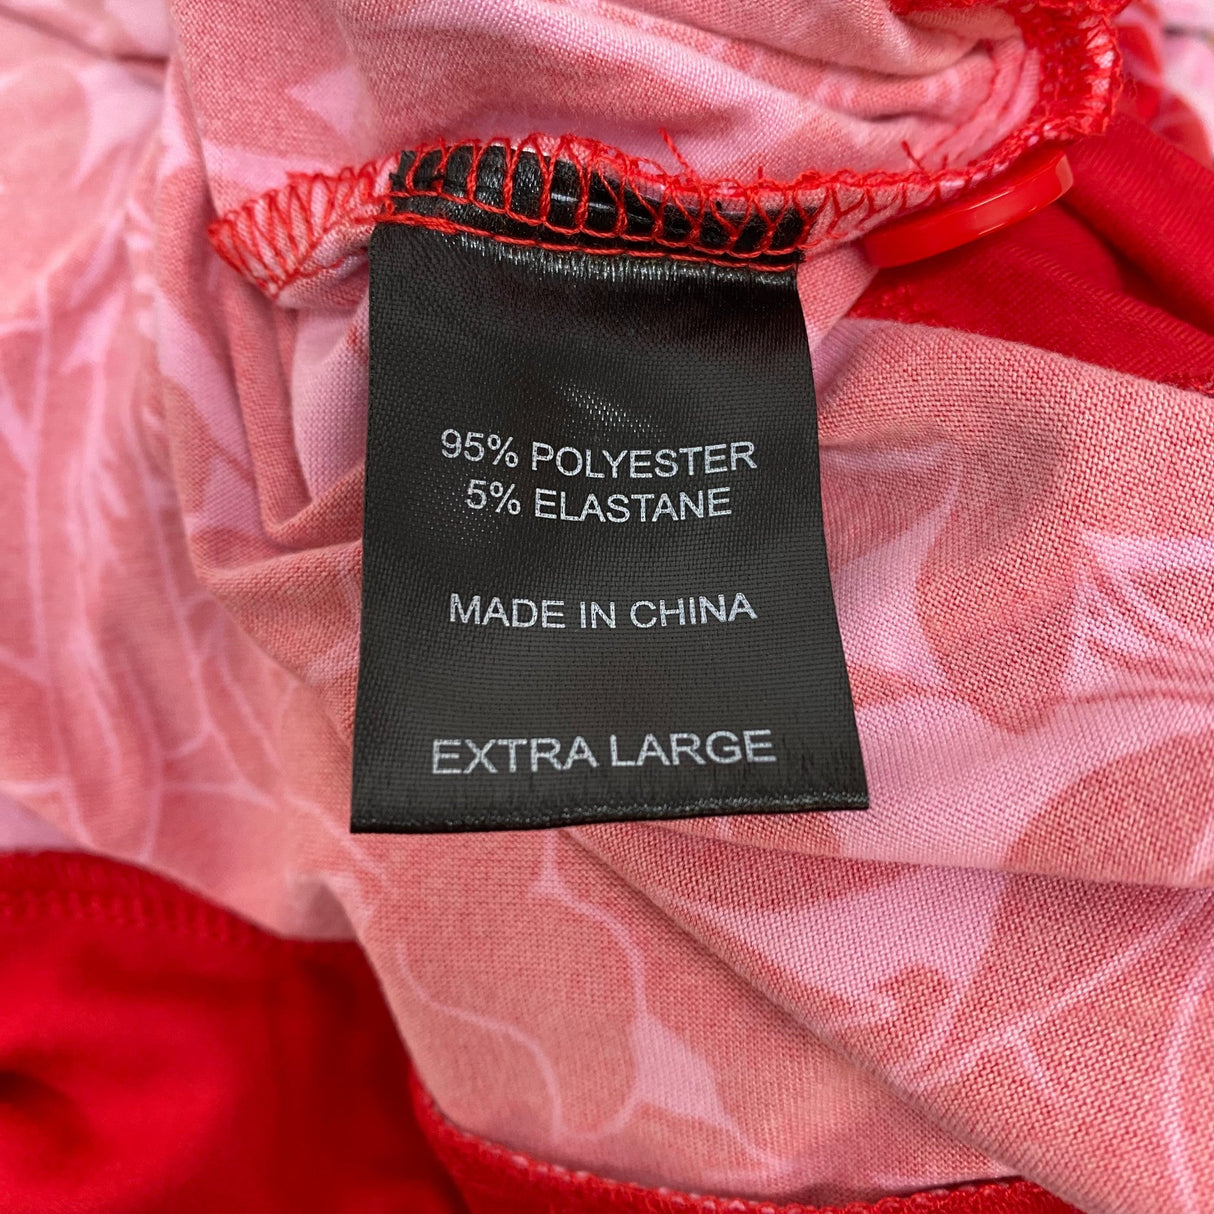 95% POLYESTER
5% ELASTANE
MADE IN CHINA
EXTRA LARGE